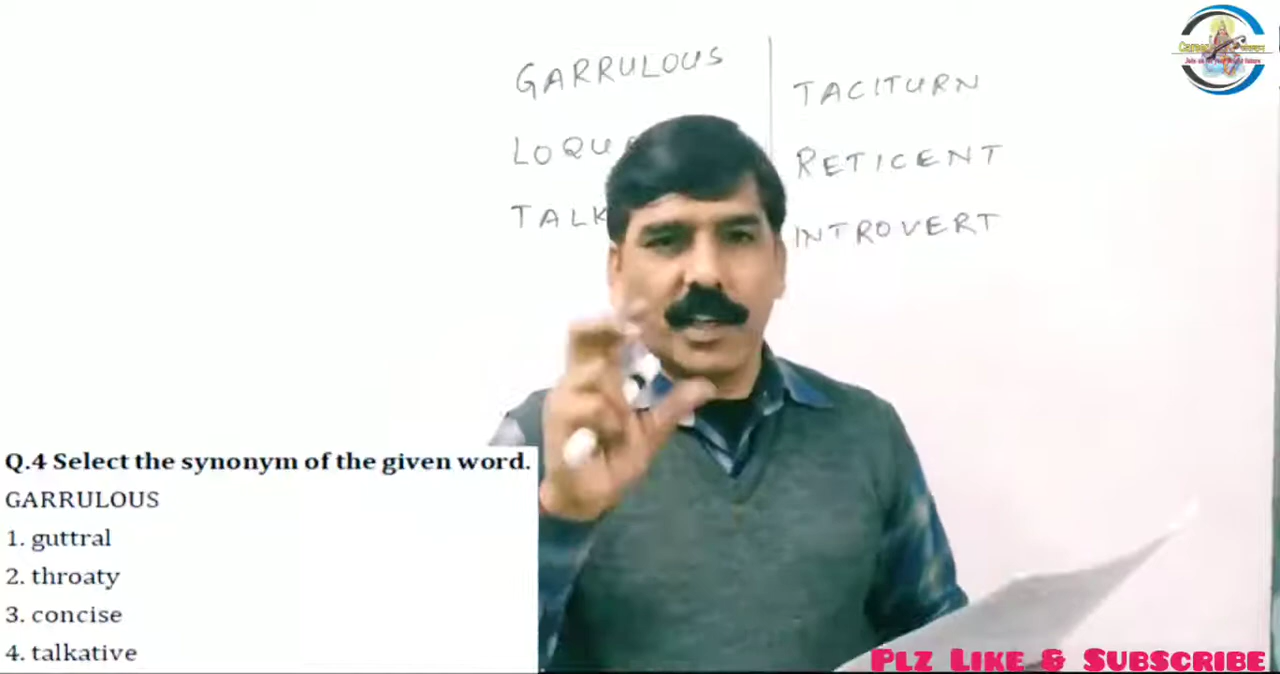 GARRULOUS
TACITURN
RETICENT
INTROVERT
Q.4 Select the synonym of the given word.
GARRULOUS
1. guttral
2. throaty
3. concise
4. talkative
PLZ LIKE & SUBSCRIBE